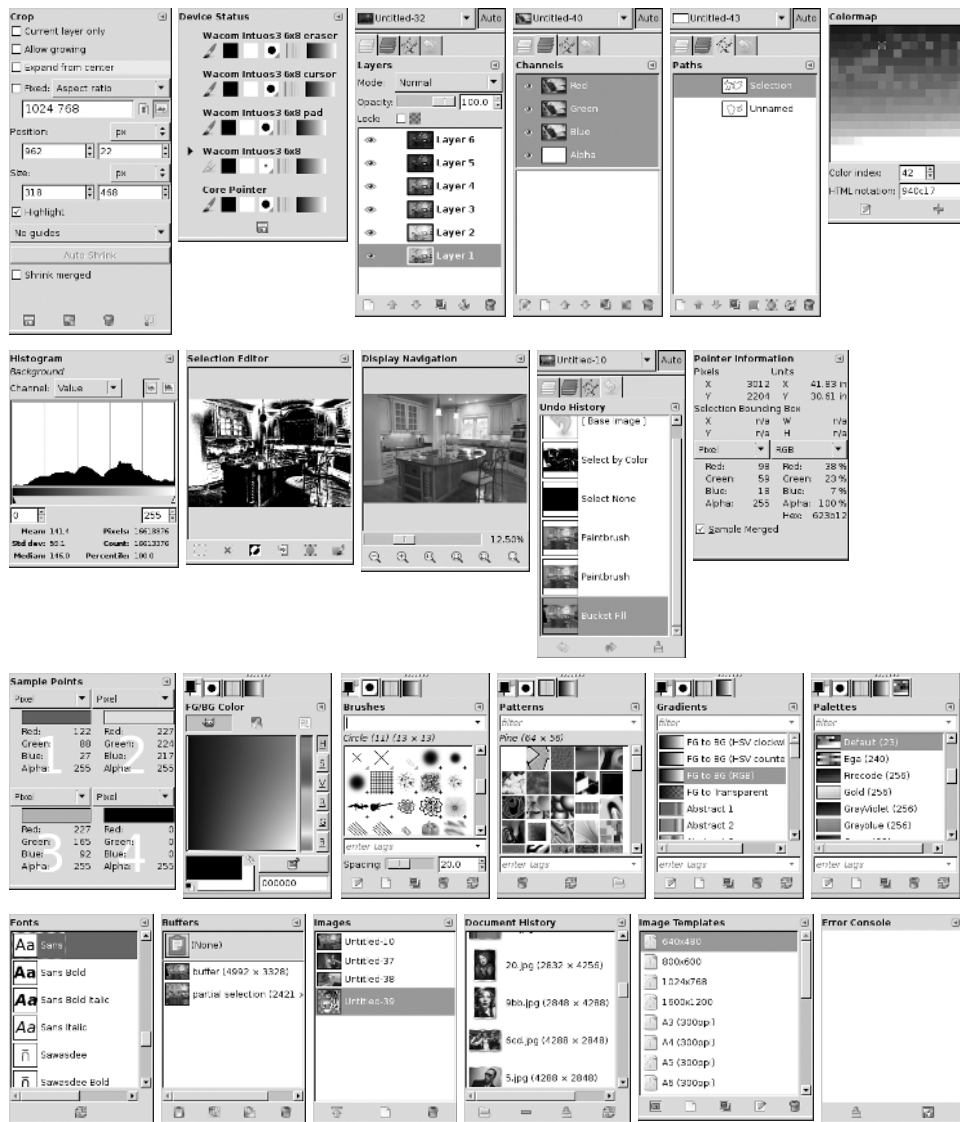 Crop
Current layer only
Allow growing
Expand from center
Fixed: Aspect ratio
1024 768
Position: px
962 22
Size: px
318 468
Highlight
No guides
Auto Shrink
Shrink merged
Device Status
Wacom Intuos3 6x8 eraser
Wacom Intuos3 6x8 cursor
Wacom Intuos3 6x8 pad
Wacom Intuos3 6x8
Core Pointer
Untitled-32 Auto
Layers
Mode: Normal
Opacity: 100.0
Lock:
Layer 6
Layer 5
Layer 4
Layer 3
Layer 2
Layer 1
Untitled-40 Auto
Channels
Red
Green
Blue
Alpha
Untitled-43 Auto
Paths
Selection
Unnamed
Colormap
Color index: 42
HTML notation: 940c17
Histogram
Background
Channel: Value
0 255
Mean: 141.4 Pixels: 16613376
Std dev: 59.1 Count: 16613376
Median: 146.0 Percentile: 100.0
Selection Editor
Display Navigation
12.50%
Untitled-10 Auto
Undo History
[ Base Image ]
Select by Color
Select None
Paintbrush
Paintbrush
Bucket Fill
Pointer Information
Pixels Units
X 3012 X 41.83 in
Y 2204 Y 30.61 in
Selection Bounding Box
X n/a W n/a
Y n/a H n/a
Pixel RGB
Red: 98 Red: 38 %
Green: 59 Green: 23 %
Blue: 18 Blue: 7 %
Alpha: 255 Alpha: 100 %
Hex: 623b12
Sample Merged
Sample Points
Pixel Pixel
1 2
Red: 122 Red: 227
Green: 88 Green: 224
Blue: 27 Blue: 217
Alpha: 255 Alpha: 255
Pixel Pixel
3 4
Red: 227 Red: 0
Green: 165 Green: 0
Blue: 92 Blue: 0
Alpha: 255 Alpha: 255
FG/BG Color
H
S
V
R
G
B
000000
Brushes
Circle (11) (13 × 13)
enter tags
Spacing: 20.0
Patterns
filter
Pine (64 × 56)
enter tags
Gradients
filter
FG to BG (HSV clockwi
FG to BG (HSV counte
FG to BG (RGB)
FG to Transparent
Abstract 1
Abstract 2
enter tags
Palettes
filter
Default (23)
Ega (240)
Firecode (256)
Gold (256)
GrayViolet (256)
Grayblue (256)
enter tags
Fonts
Aa Sans
Aa Sans Bold
Aa Sans Bold Italic
Aa Sans Italic
Sawasdee
Sawasdee Bold
Buffers
(None)
buffer (4992 × 3328)
partial selection (2421 ×
Images
Untitled-10
Untitled-37
Untitled-38
Untitled-39
Document History
20.jpg (2832 × 4256)
9bb.jpg (2848 × 4288)
6cd.jpg (4288 × 2848)
5.jpg (4288 × 2848)
Image Templates
640x480
800x600
1024x768
1600x1200
A3 (300ppi)
A4 (300ppi)
A5 (300ppi)
A6 (300ppi)
Error Console